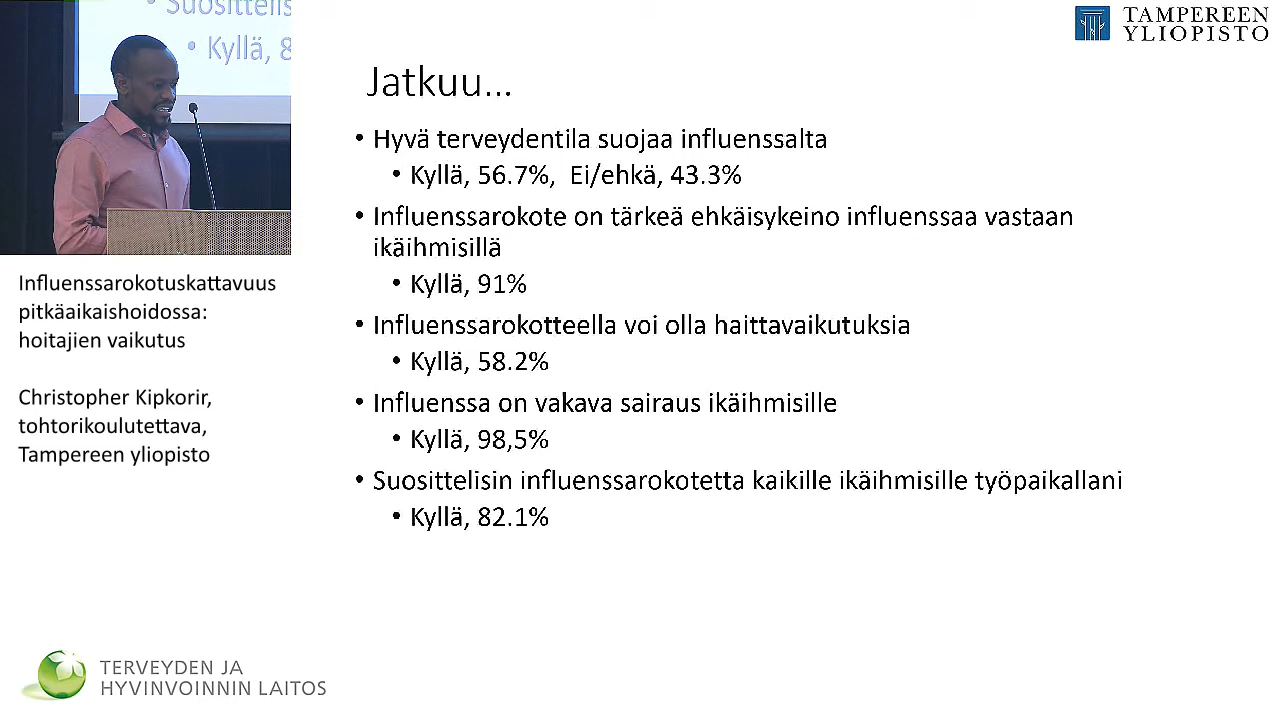 Suosittelis
• Kyllä, 8
TAMPEREEN
YLIOPISTO
Jatkuu...
• Hyvä terveydentila suojaa influenssalta
• Kyllä, 56.7%, Ei/ehkä, 43.3%
• Influenssarokote on tärkeä ehkäisykeino influenssaa vastaan
ikäihmisillä
• Kyllä, 91%
• Influenssarokotteella voi olla haittavaikutuksia
• Kyllä, 58.2%
• Influenssa on vakava sairaus ikäihmisille
• Kyllä, 98,5%
• Suosittelisin influenssarokotetta kaikille ikäihmisille työpaikallani
• Kyllä, 82.1%
Influenssarokotuskattavuus
pitkäaikaishoidossa:
hoitajien vaikutus
Christopher Kipkorir,
tohtorikoulutettava,
Tampereen yliopisto
TERVEYDEN JA
HYVINVOINNIN LAITOS